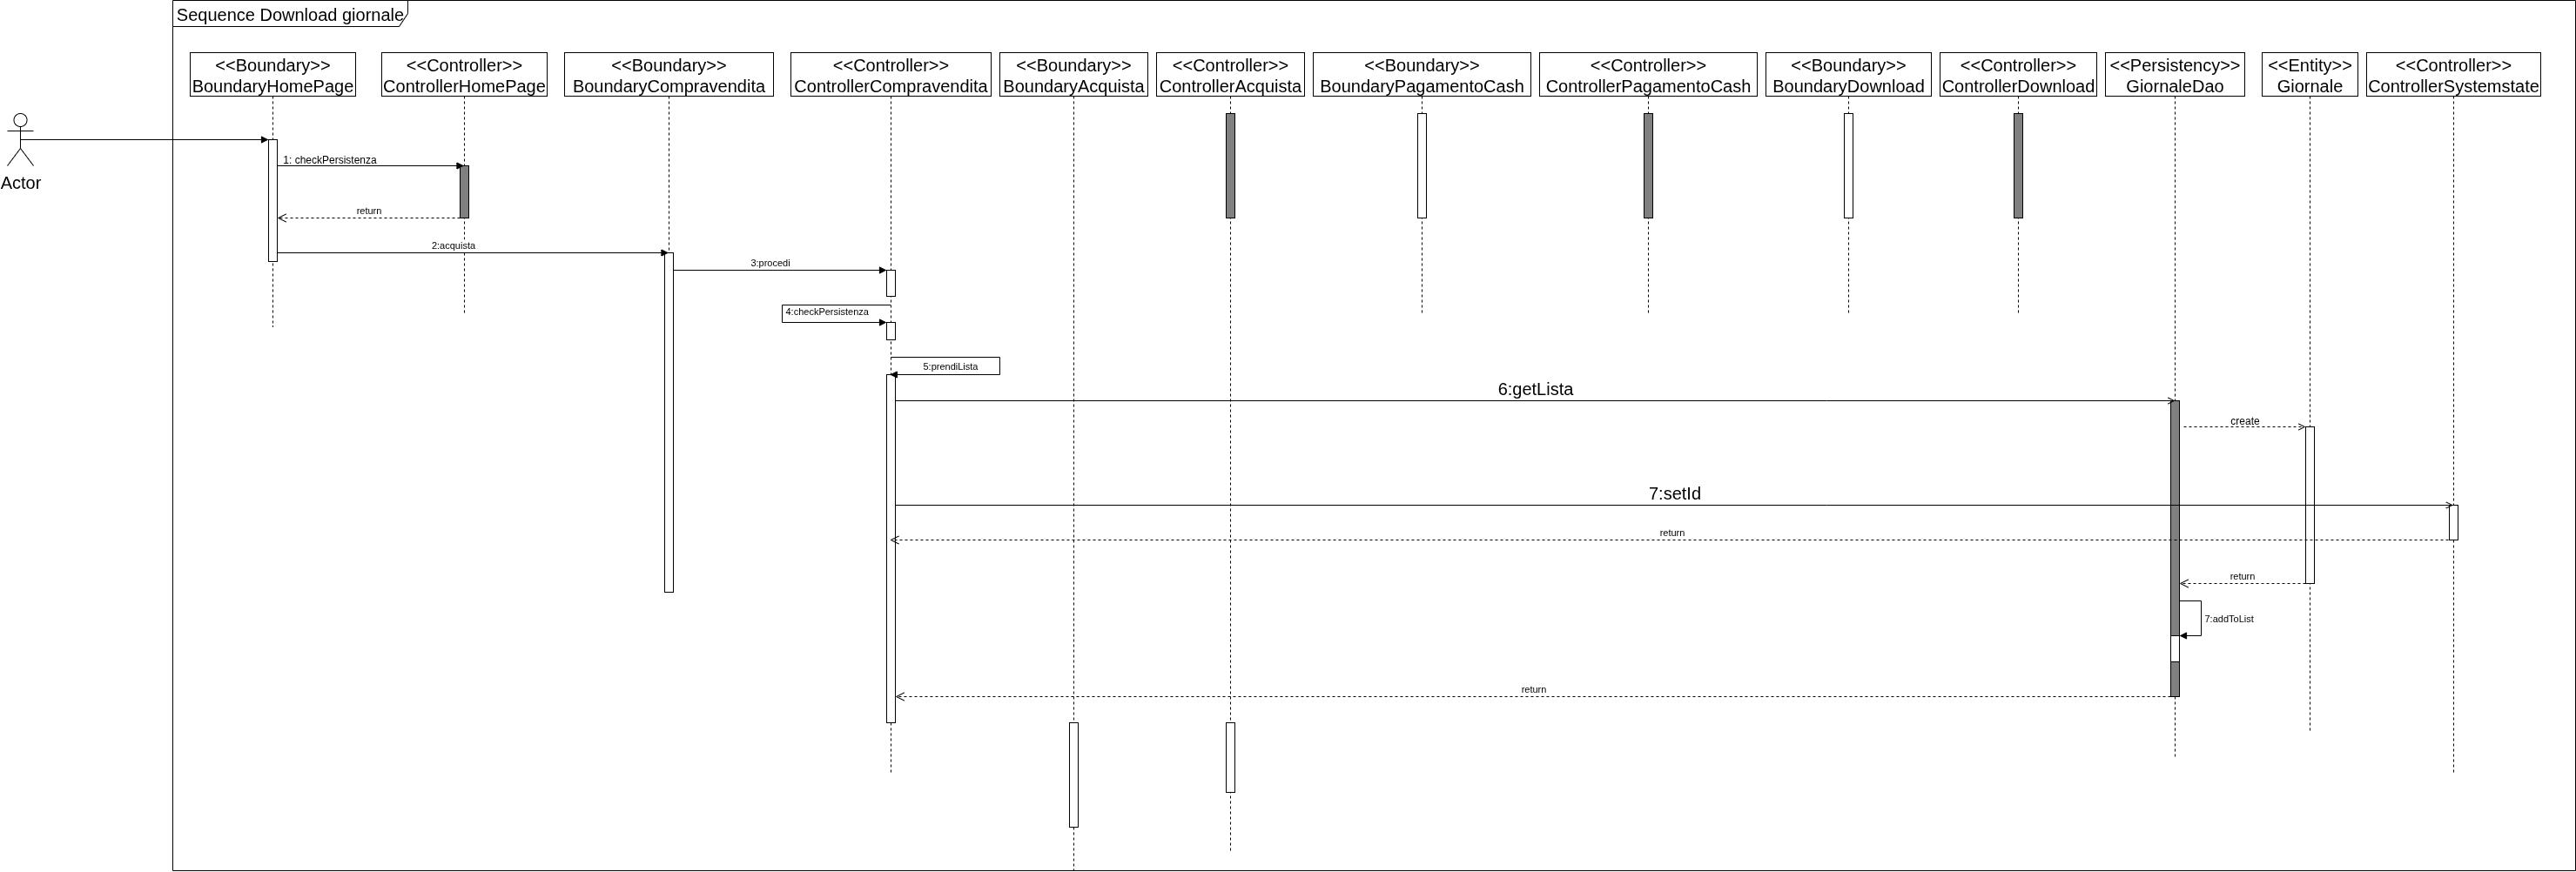 Sequence Download giornale
<<Boundary>>
BoundaryHomePage
<<Controller>>
ControllerHomePage
<<Boundary>>
BoundaryCompravendita
<<Controller>>
ControllerCompravendita
<<Boundary>>
BoundaryAcquista
<<Controller>>
ControllerAcquista
<<Boundary>>
BoundaryPagamentoCash
<<Controller>>
ControllerPagamentoCash
<<Boundary>>
BoundaryDownload
<<Controller>>
ControllerDownload
<<Persistency>>
GiornaleDao
<<Entity>>
Giornale
<<Controller>>
ControllerSystemstate
Actor
1: checkPersistenza
return
2:acquista
3:procedi
4:checkPersistenza
5:prendiLista
6:getLista
create
7:setId
return
return
7:addToList
return